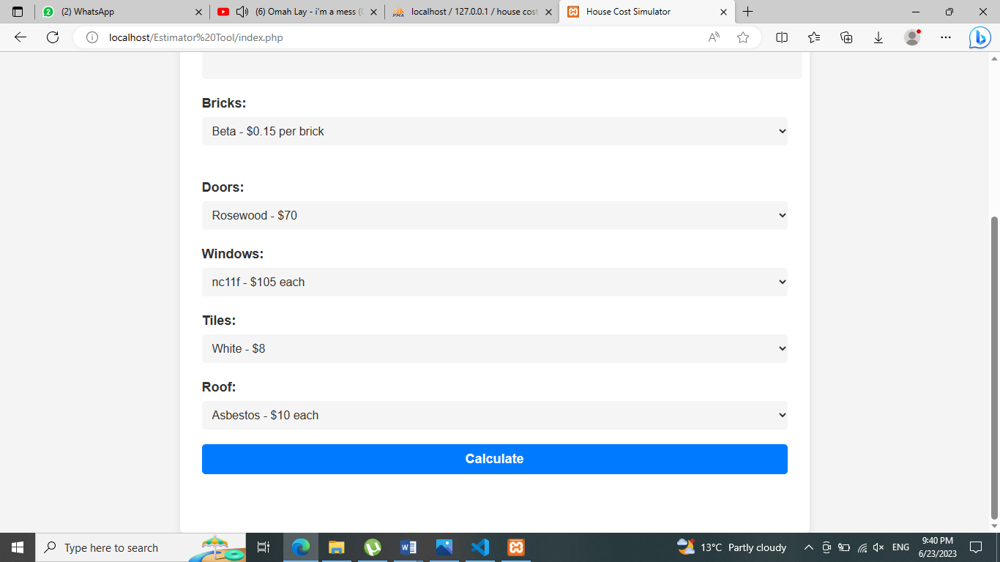 2
(2) WhatsApp
(6) Omah Lay - i'm a mess (
PMA
localhost / 127.0.0.1 / house cost
House Cost Simulator
localhost/Estimator%20Tool/index.php
Bricks:
Beta - $0.15 per brick
Doors:
Rosewood - $70
Windows:
nc11f - $105 each
Tiles:
White - $8
Roof:
Asbestos - $10 each
Calculate
Type here to search
13°C Partly cloudy
ENG
9:40 PM
6/23/2023